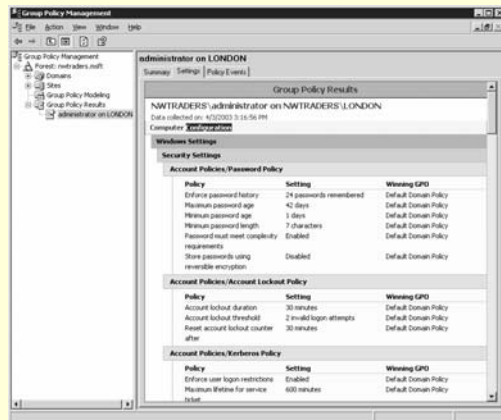 Group Policy Management
File Action View Window Help
Group Policy Management
Forest: nwtraders.msft
Domains
Sites
Group Policy Modeling
Group Policy Results
administrator on LONDON
administrator on LONDON
Summary Settings Policy Events
Group Policy Results
NWTRADERS\administrator on NWTRADERS\LONDON
Data collected on: 4/3/2003 3:16:56 PM
Computer Configuration
Windows Settings
Security Settings
Account Policies/Password Policy
Policy Setting Winning GPO
Enforce password history 24 passwords remembered Default Domain Policy
Maximum password age 42 days Default Domain Policy
Minimum password age 1 days Default Domain Policy
Minimum password length 7 characters Default Domain Policy
Password must meet complexity requirements Enabled Default Domain Policy
Store passwords using reversible encryption Disabled Default Domain Policy
Account Policies/Account Lockout Policy
Policy Setting Winning GPO
Account lockout duration 30 minutes Default Domain Policy
Account lockout threshold 2 invalid logon attempts Default Domain Policy
Reset account lockout counter after 30 minutes Default Domain Policy
Account Policies/Kerberos Policy
Policy Setting Winning GPO
Enforce user logon restrictions Enabled Default Domain Policy
Maximum lifetime for service ticket 600 minutes Default Domain Policy